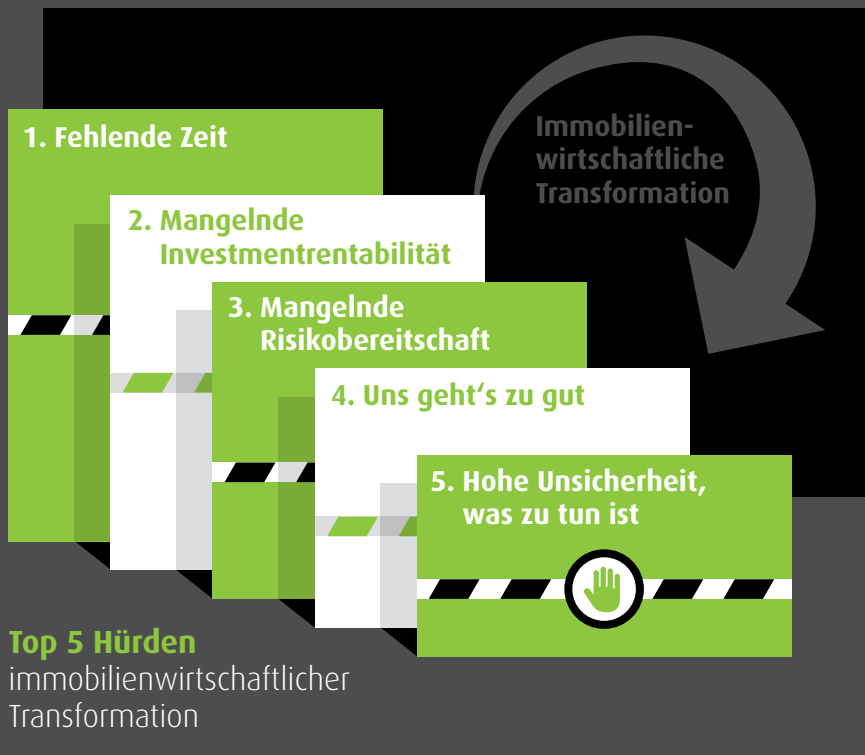 Immobilien-
wirtschaftliche
Transformation
1. Fehlende Zeit
2. Mangelnde
Investmentrentabilität
3. Mangelnde
Risikobereitschaft
4. Uns geht‘s zu gut
5. Hohe Unsicherheit,
was zu tun ist
Top 5 Hürden
immobilienwirtschaftlicher
Transformation